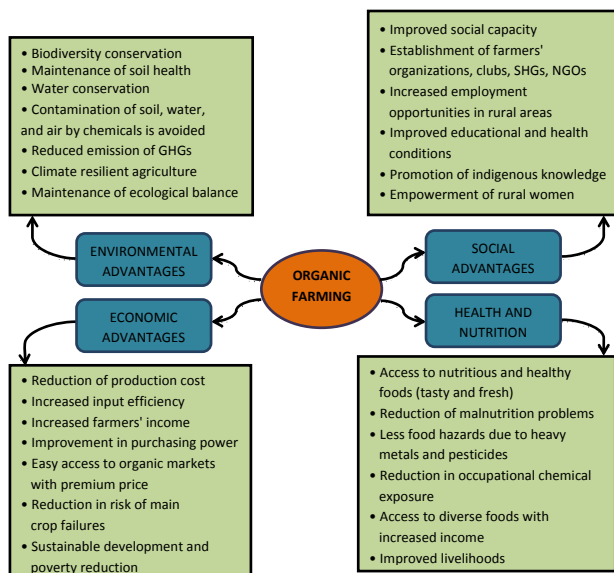 • Biodiversity conservation
• Maintenance of soil health
• Water conservation
• Contamination of soil, water,
and air by chemicals is avoided
• Reduced emission of GHGs
• Climate resilient agriculture
• Maintenance of ecological balance
• Improved social capacity
• Establishment of farmers'
organizations, clubs, SHGs, NGOs
• Increased employment
opportunities in rural areas
• Improved educational and health
conditions
• Promotion of indigenous knowledge
• Empowerment of rural women
ENVIRONMENTAL
ADVANTAGES
ORGANIC
FARMING
SOCIAL
ADVANTAGES
ECONOMIC
ADVANTAGES
HEALTH AND
NUTRITION
• Reduction of production cost
• Increased input efficiency
• Increased farmers' income
• Improvement in purchasing power
• Easy access to organic markets
with premium price
• Reduction in risk of main
crop failures
• Sustainable development and
poverty reduction
• Access to nutritious and healthy
foods (tasty and fresh)
• Reduction of malnutrition problems
• Less food hazards due to heavy
metals and pesticides
• Reduction in occupational chemical
exposure
• Access to diverse foods with
increased income
• Improved livelihoods